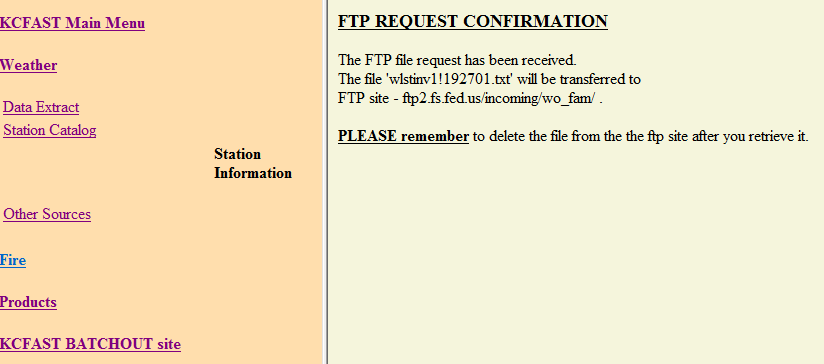 KCFAST Main Menu
Weather
Data Extract
Station Catalog
Station
Information
Other Sources
Fire
Products
KCFAST BATCHOUT site
FTP REQUEST CONFIRMATION
The FTP file request has been received.
The file 'wlstinv1!192701.txt' will be transferred to
FTP site - ftp2.fs.fed.us/incoming/wo_fam/ .
PLEASE remember to delete the file from the the ftp site after you retrieve it.